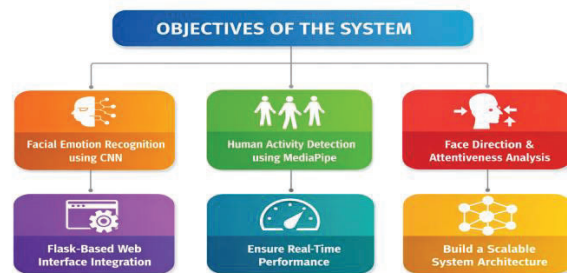 OBJECTIVES OF THE SYSTEM
Facial Emotion Recognition
using CNN
Human Activity Detection
using MediaPipe
Face Direction &
Attentiveness Analysis
Flask-Based Web
Interface Integration
Ensure Real-Time
Performance
Build a Scalable
System Architecture